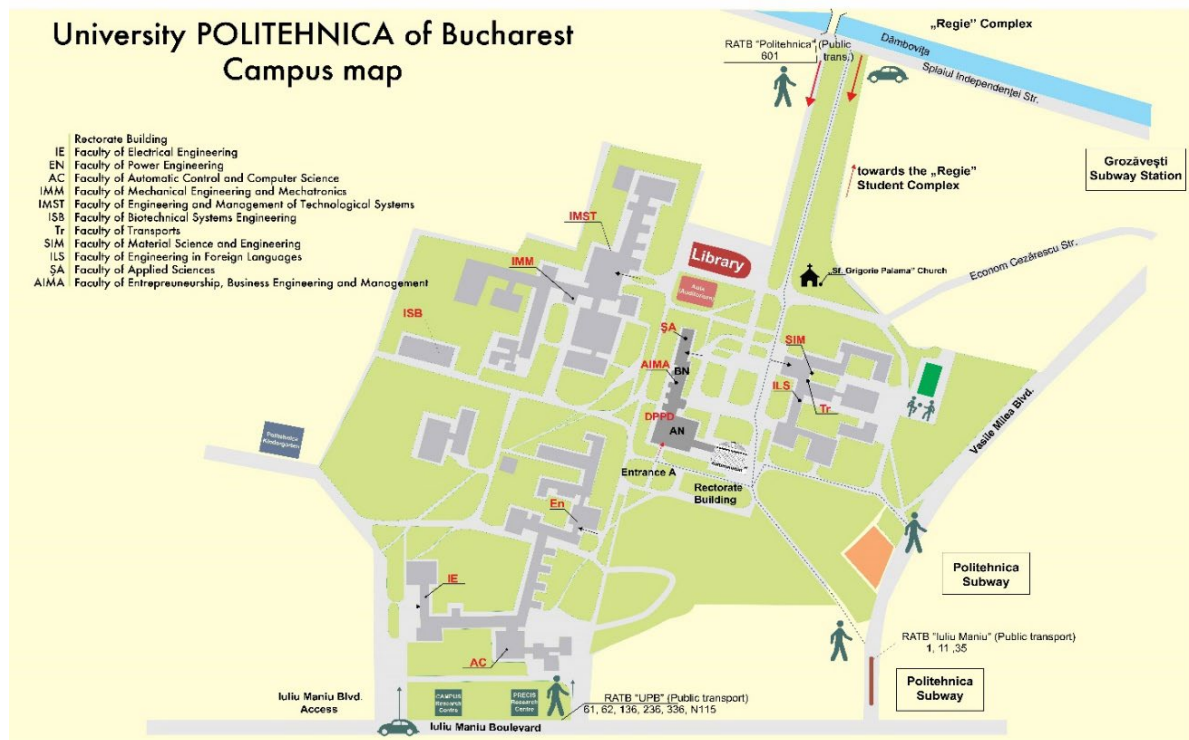 University POLITEHNICA of Bucharest
Campus map
Rectorate Building
IE Faculty of Electrical Engineering
EN Faculty of Power Engineering
AC Faculty of Automatic Control and Computer Science
IMM Faculty of Mechanical Engineering and Mechatronics
IMST Faculty of Engineering and Management of Technological Systems
ISB Faculty of Biotechnical Systems Engineering
Tr Faculty of Transports
SIM Faculty of Material Science and Engineering
ILS Faculty of Engineering in Foreign Languages
ȘA Faculty of Applied Sciences
AIMA Faculty of Entrepreuneurship, Business Engineering and Management
„Regie” Complex
RATB "Politehnica" (Public
trans.)
601
Dâmbovița
Splaiul Independenței Str.
Grozăvești
Subway Station
towards the „Regie"
Student Complex
IMST
IMM
ISB
Library
Aula
(Auditorium)
„Sf. Grigorie Palama" Church
Econom Cezărescu Str.
ȘA
AIMA
BN
DPPD
AN
SIM
ILS
Tr
Vasile Milea Blvd.
Politehnica
Kindergarten
Entrance A
Rectorate
Building
En
IE
AC
Politehnica
Subway
RATB "Iuliu Maniu" (Public transport)
1, 11 ,35
Politehnica
Subway
Iuliu Maniu Blvd.
Access
CAMPUS
Research
Centre
PRECIS
Research
Centre
RATB "UPB" (Public transport)
61, 62, 136, 236, 336, N115
Iuliu Maniu Boulevard